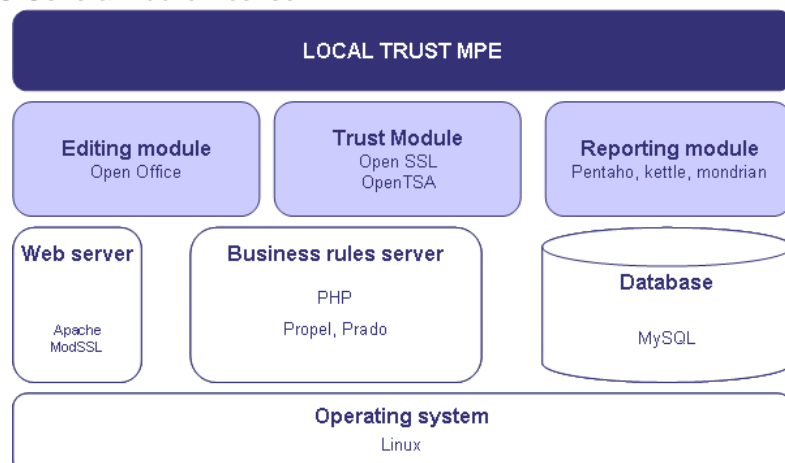 LOCAL TRUST MPE
Editing module
Open Office
Trust Module
Open SSL
OpenTSA
Reporting module
Pentaho, kettle, mondrian
Web server
Apache
ModSSL
Business rules server
PHP
Propel, Prado
Database
MySQL
Operating system
Linux